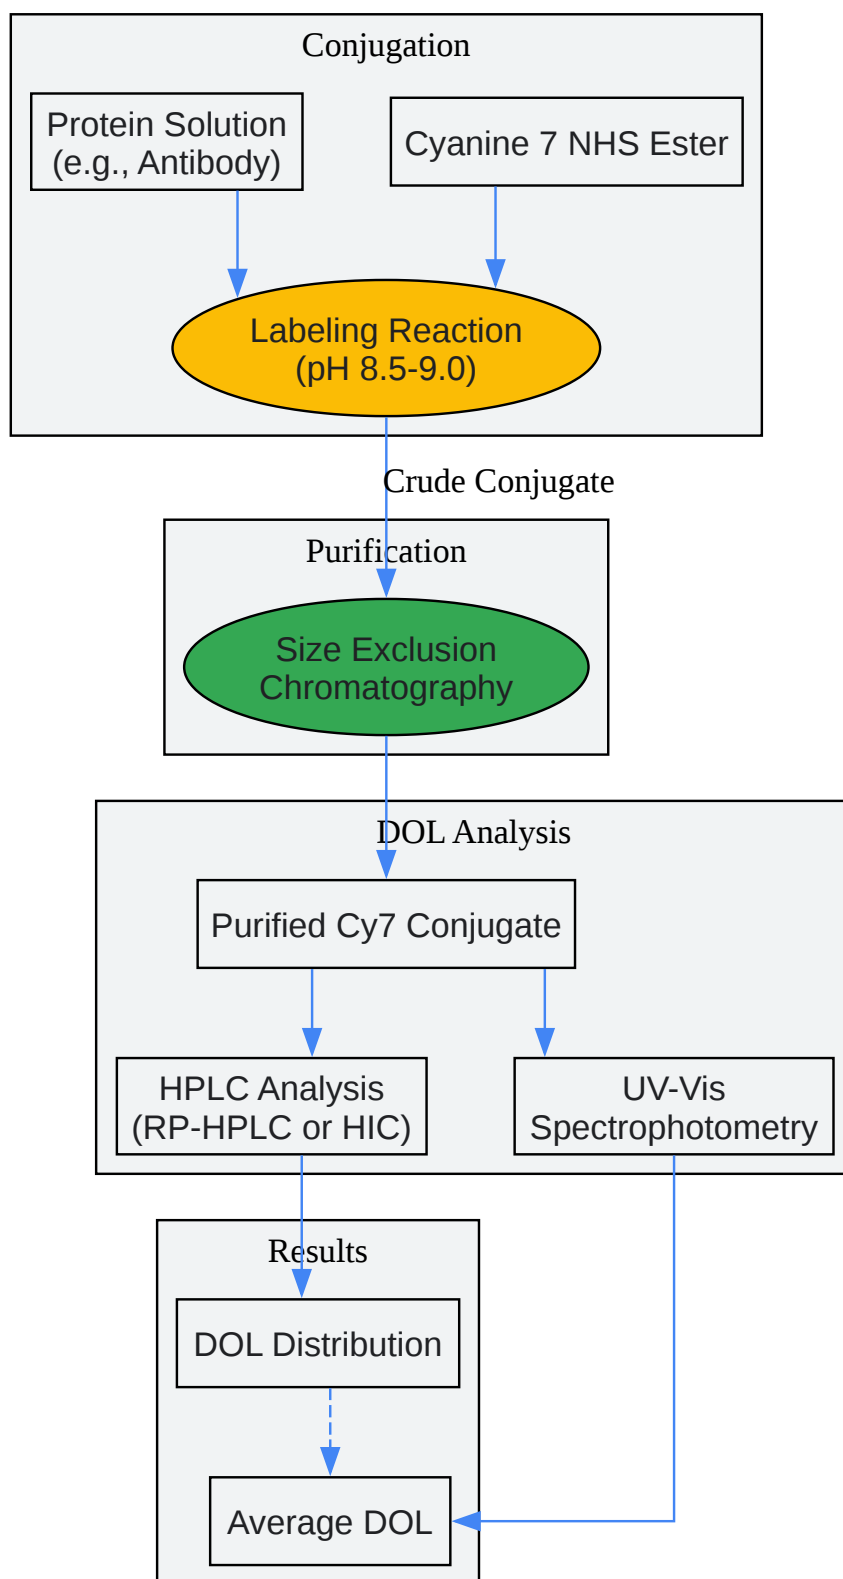 Conjugation
Protein Solution
(e.g., Antibody)
Cyanine 7 NHS Ester
Labeling Reaction
(pH 8.5-9.0)
Crude Conjugate
Purification
Size Exclusion
Chromatography
DOL Analysis
Purified Cy7 Conjugate
HPLC Analysis
(RP-HPLC or HIC)
UV-Vis
Spectrophotometry
Results
DOL Distribution
Average DOL